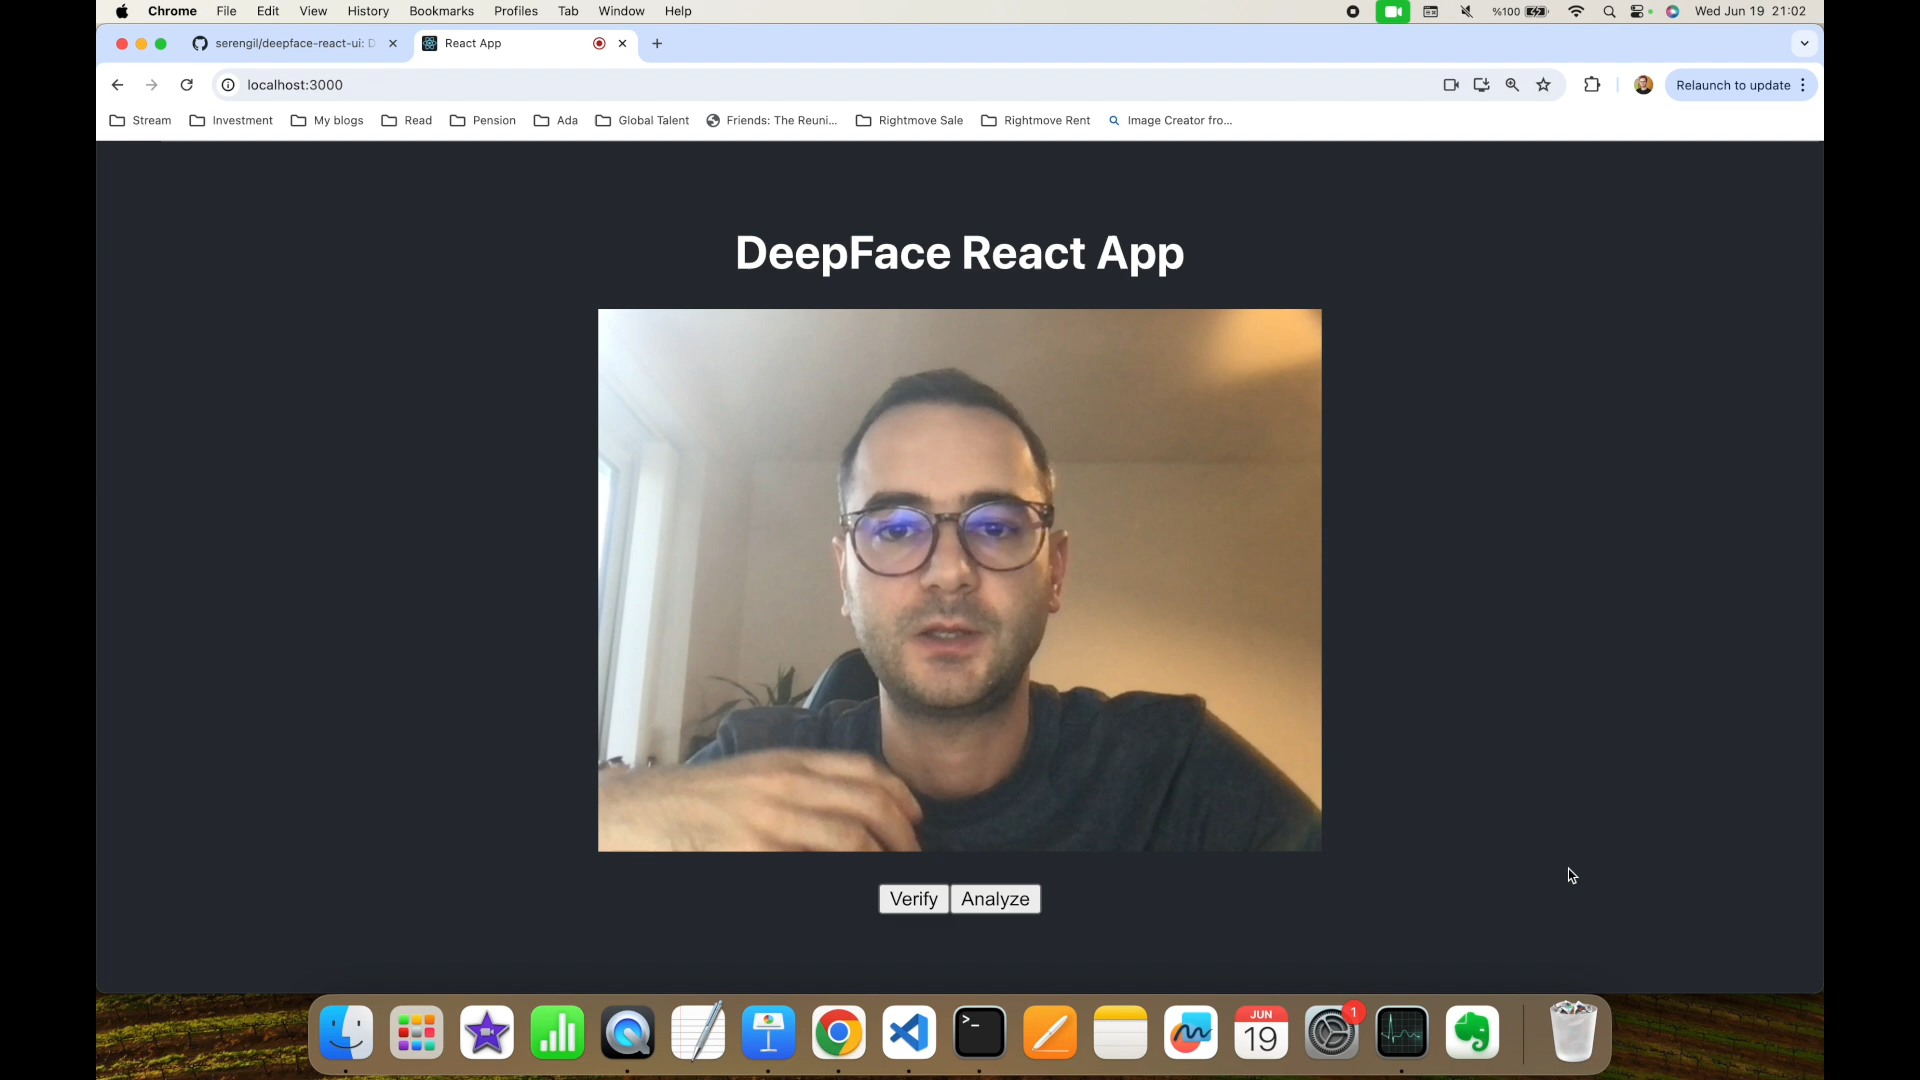 Chrome File Edit View History Bookmarks Profiles Tab Window Help %100 Wed Jun 19 21:02
serengil/deepface-react-ui: D React App
localhost:3000 Relaunch to update
Stream Investment My blogs Read Pension Ada Global Talent Friends: The Reuni... Rightmove Sale Rightmove Rent Image Creator fro...
DeepFace React App
Verify Analyze
>_ JUN 1
19